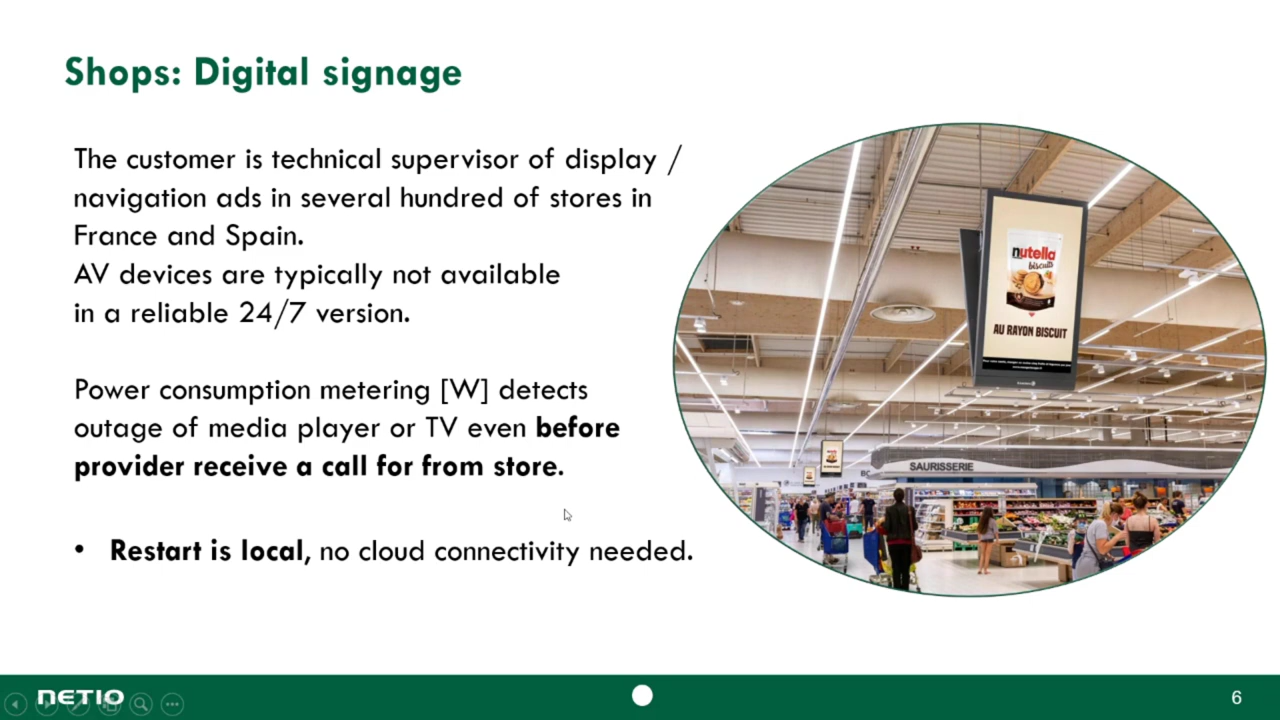 Shops: Digital signage
The customer is technical supervisor of display /
navigation ads in several hundred of stores in
France and Spain.
AV devices are typically not available
in a reliable 24/7 version.
Power consumption metering [W] detects
outage of media player or TV even before
provider receive a call for from store.
• Restart is local, no cloud connectivity needed.
nutella
biscuits
AU RAYON BISCUIT
SAURISSERIE
NETIO
6